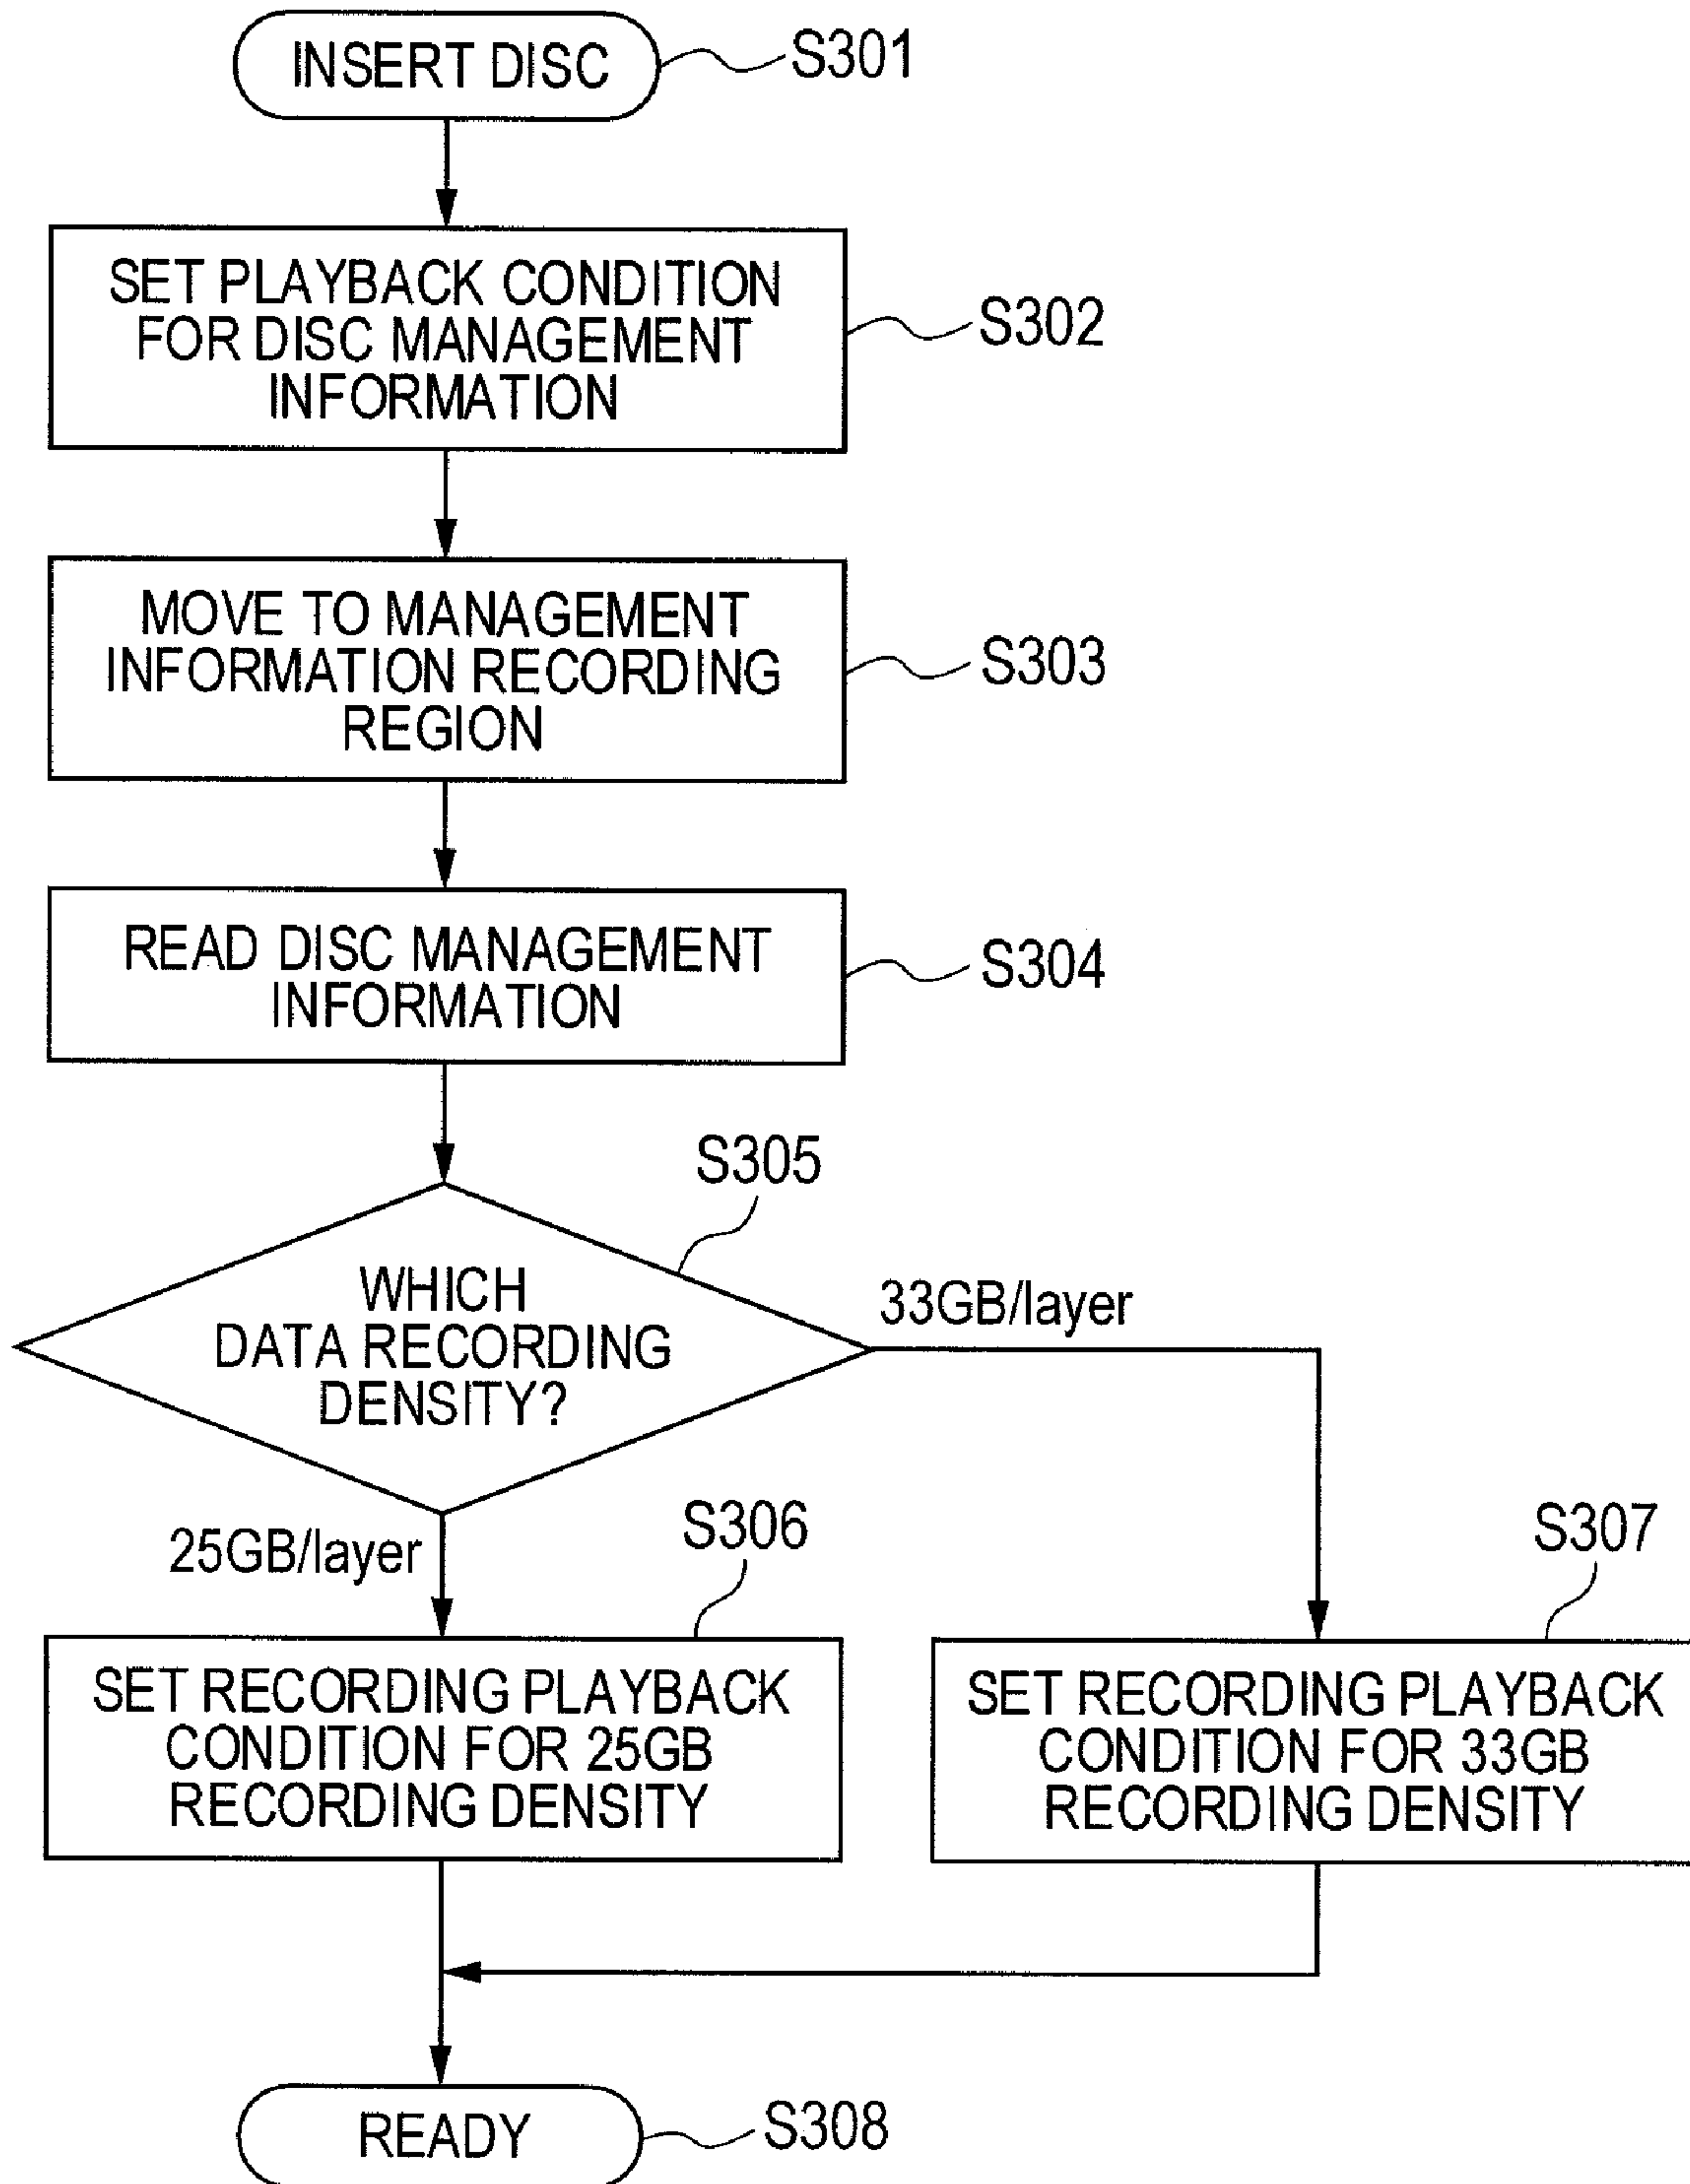 INSERT DISC
S301
SET PLAYBACK CONDITION
FOR DISC MANAGEMENT
INFORMATION
S302
MOVE TO MANAGEMENT
INFORMATION RECORDING
REGION
S303
READ DISC MANAGEMENT
INFORMATION
S304
S305
WHICH
DATA RECORDING
DENSITY?
33GB/layer
25GB/layer
S306
S307
SET RECORDING PLAYBACK
CONDITION FOR 25GB
RECORDING DENSITY
SET RECORDING PLAYBACK
CONDITION FOR 33GB
RECORDING DENSITY
READY
S308